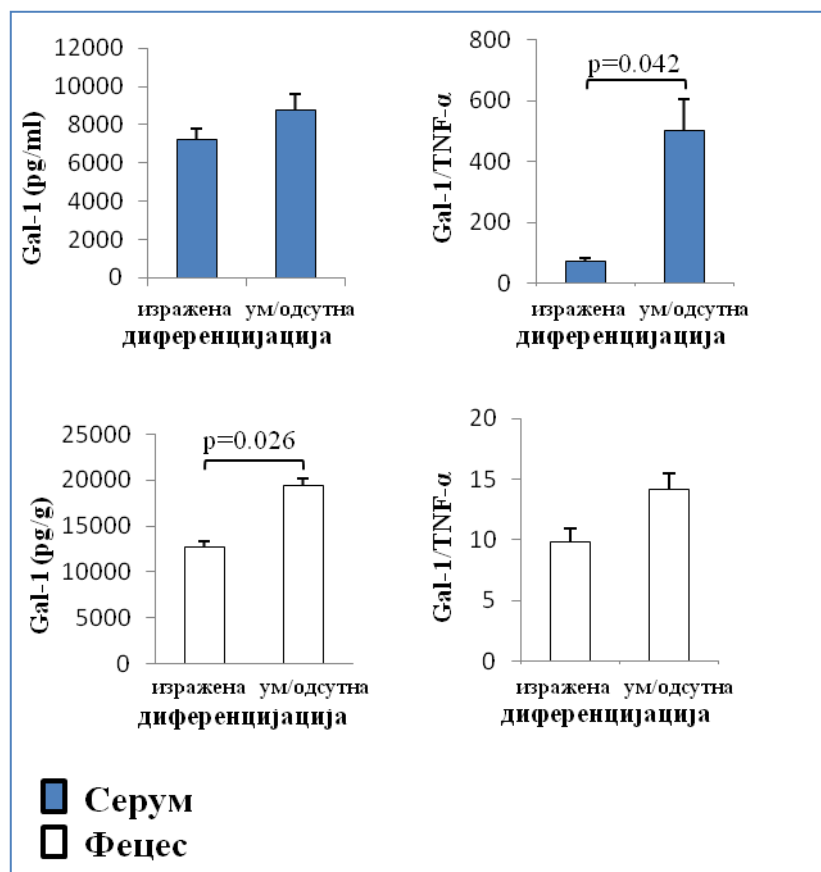 12000
10000
8000
6000
4000
2000
0
Gal-1 (pg/ml)
изражена ум/одсутна
диференцијација
800
600
400
200
0
Gal-1/TNF-α
p=0.042
изражена ум/одсутна
диференцијација
25000
20000
15000
10000
5000
0
Gal-1 (pg/g)
p=0.026
изражена ум/одсутна
диференцијација
20
15
10
5
0
Gal-1/TNF-α
изражена ум/одсутна
диференцијација
Серум
Фецес